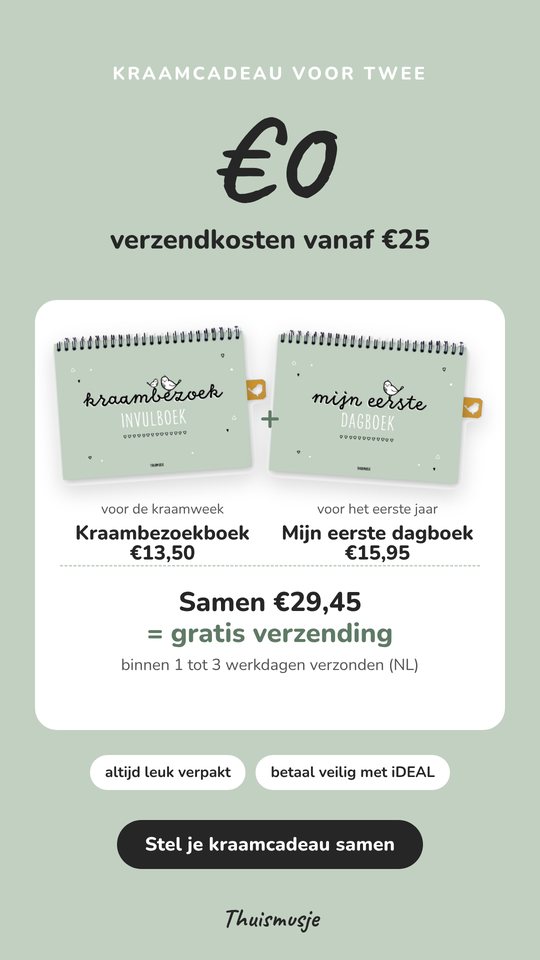 KRAAMCADEAU VOOR TWEE
€0
verzendkosten vanaf €25
kraambezoek
INVULBOEK
THUISMUSJE
+
mijn eerste
DAGBOEK
THUISMUSJE
voor de kraamweek
Kraambezoekboek
€13,50
voor het eerste jaar
Mijn eerste dagboek
€15,95
Samen €29,45
= gratis verzending
binnen 1 tot 3 werkdagen verzonden (NL)
altijd leuk verpakt
betaal veilig met iDEAL
Stel je kraamcadeau samen
Thuismusje